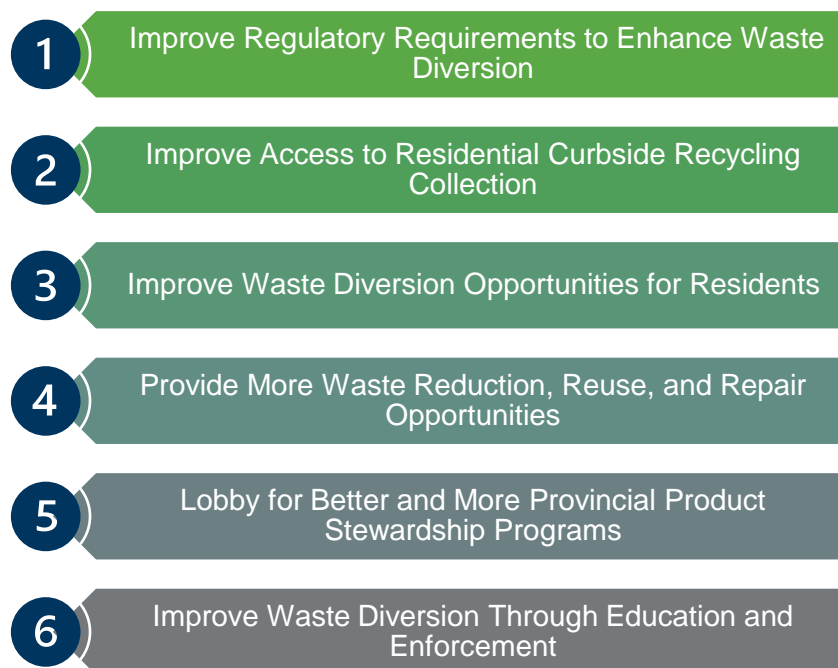 1
Improve Regulatory Requirements to Enhance Waste
Diversion
2
Improve Access to Residential Curbside Recycling
Collection
3
Improve Waste Diversion Opportunities for Residents
4
Provide More Waste Reduction, Reuse, and Repair
Opportunities
5
Lobby for Better and More Provincial Product
Stewardship Programs
6
Improve Waste Diversion Through Education and
Enforcement